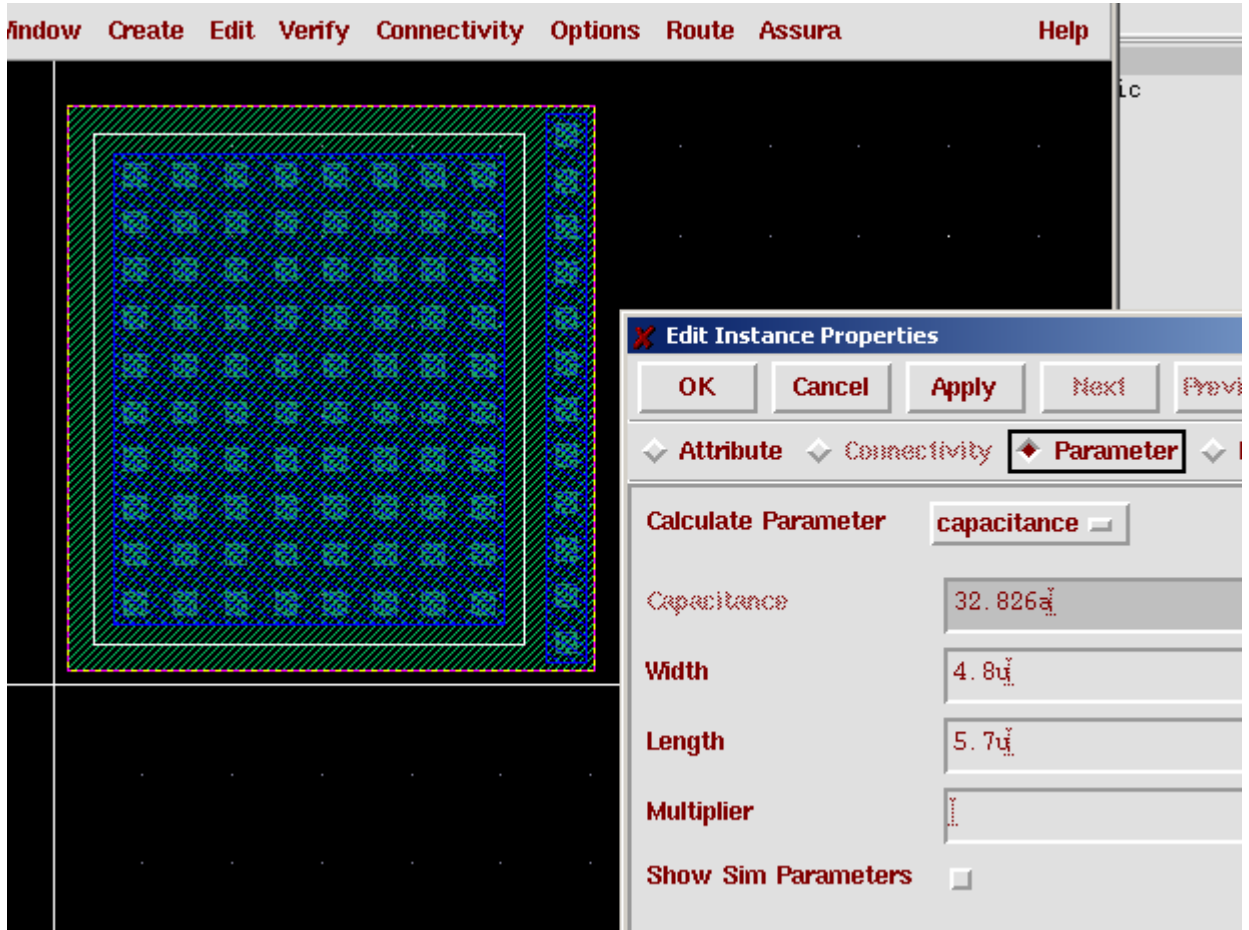 Window Create Edit Verify Connectivity Options Route Assura Help
ic
Edit Instance Properties
OK Cancel Apply Next Previ
Attribute Connectivity Parameter
Calculate Parameter capacitance
Capacitance 32.826a
Width 4.8u
Length 5.7u
Multiplier
Show Sim Parameters